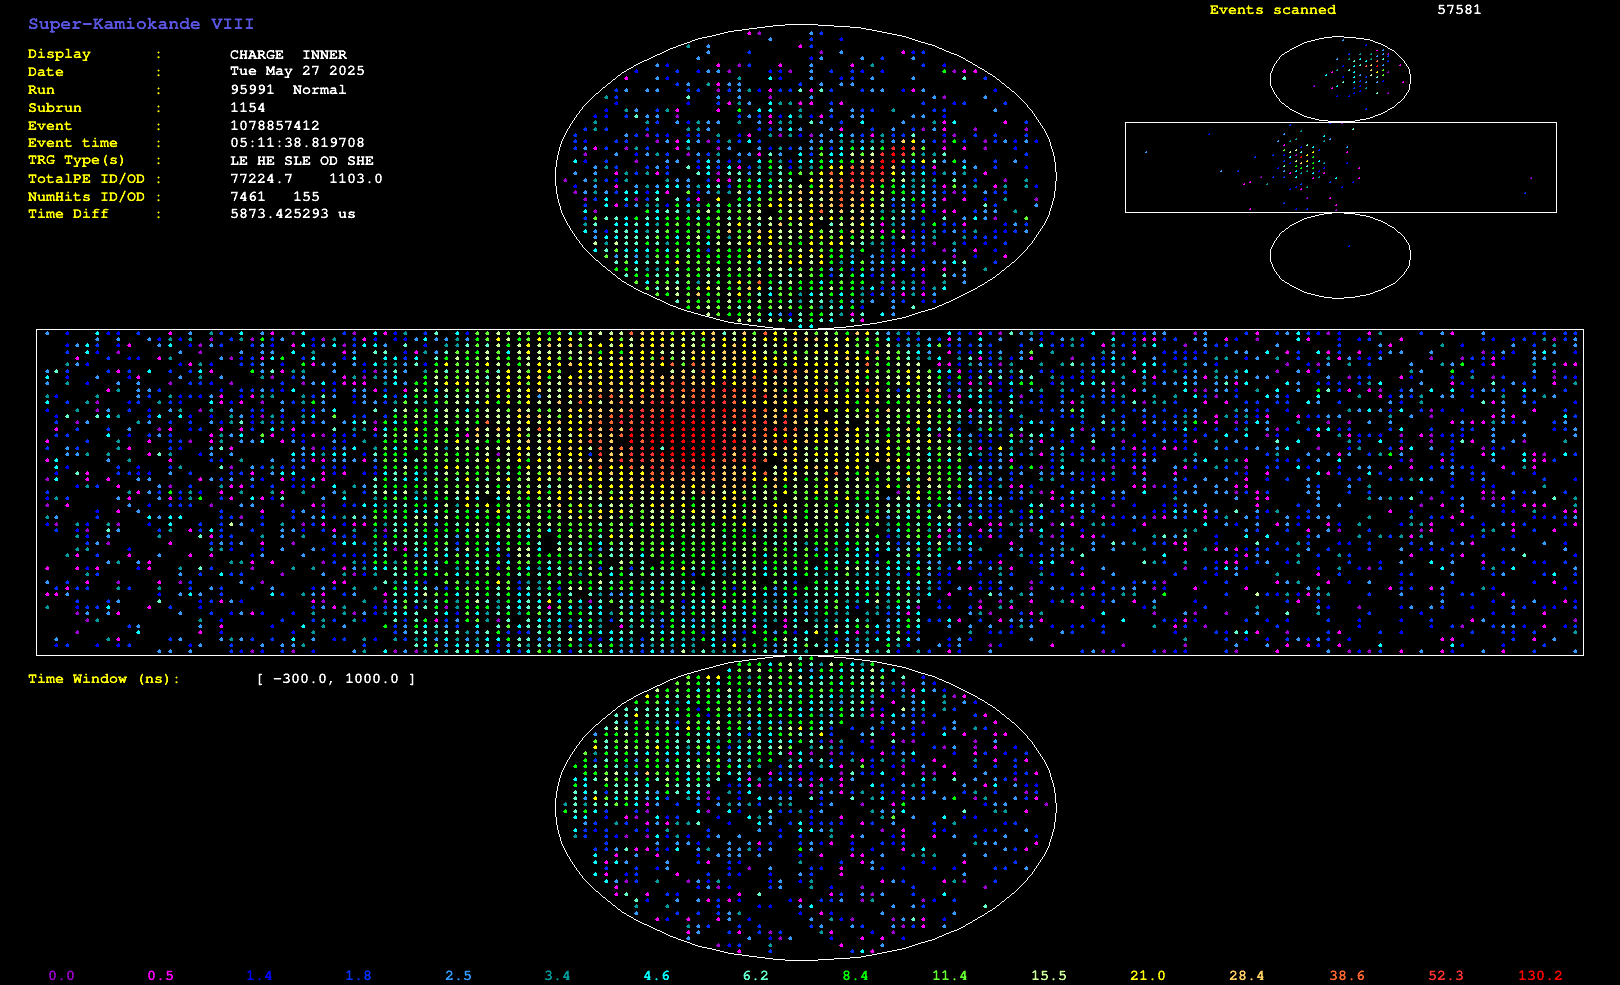 Super-Kamiokande VIII
Events scanned 57581
Display : CHARGE INNER
Date : Tue May 27 2025
Run : 95991 Normal
Subrun : 1154
Event : 1078857412
Event time : 05:11:38.819708
TRG Type(s) : LE HE SLE OD SHE
TotalPE ID/OD : 77224.7 1103.0
NumHits ID/OD : 7461 155
Time Diff : 5873.425293 us
Time Window (ns): [ -300.0, 1000.0 ]
0.0 0.5 1.4 1.8 2.5 3.4 4.6 6.2 8.4 11.4 15.5 21.0 28.4 38.6 52.3 130.2